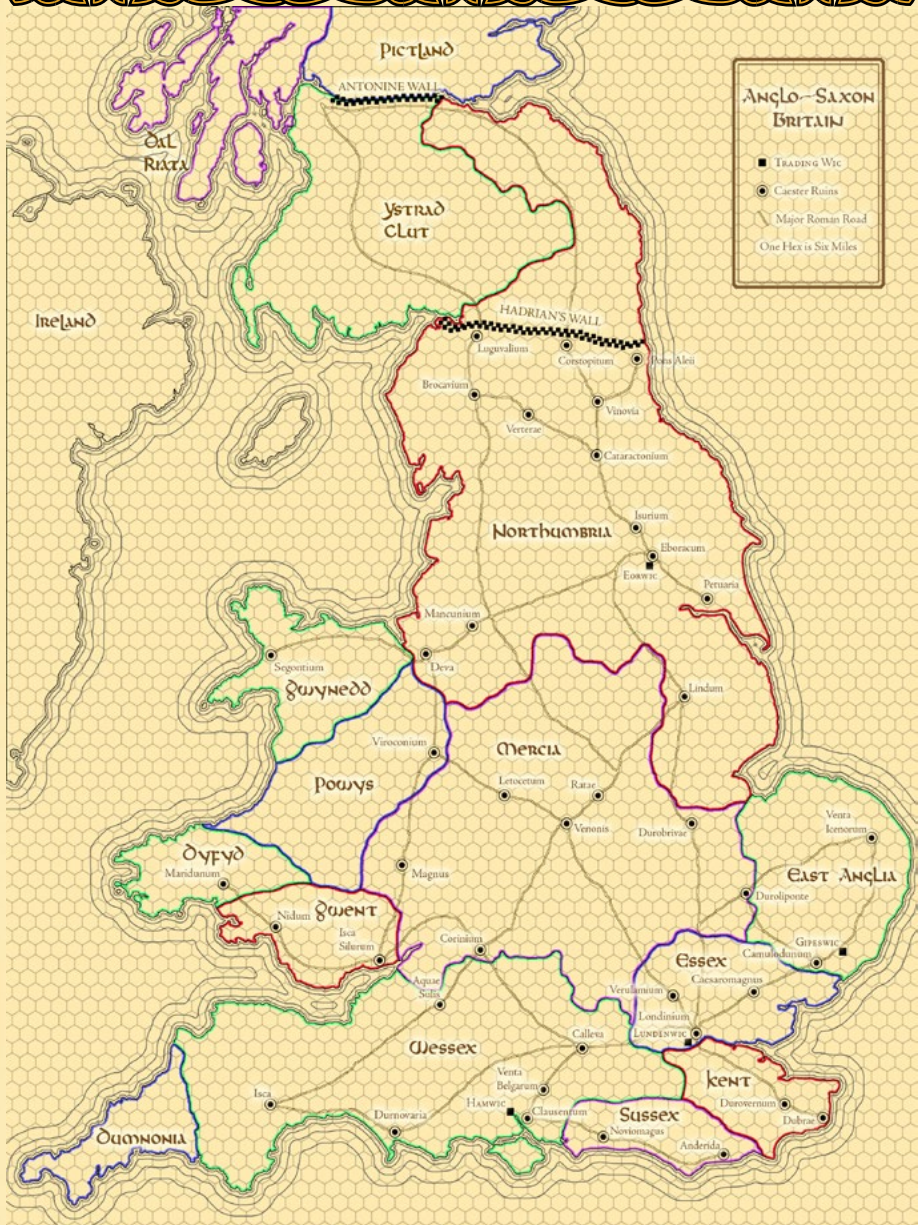 Pictland
Antonine Wall
Dal
Riata
Anglo-Saxon
Britain
Trading Wic
Caester Ruins
Major Roman Road
One Hex is Six Miles
Ystrad
Clut
Ireland
Hadrian's Wall
Luguvalium
Corstopitum
Pons Aleii
Brocavium
Verterae
Vinovia
Cataractonium
Northumbria
Isurium
Eboracum
Eorwic
Petuaria
Mancunium
Deva
Segontium
Gwynedd
Lindum
Viroconium
Mercia
Powys
Letocetum
Ratae
Venonis
Durobrivae
Venta
Icenorum
Dyfyd
Maridunum
Magnus
East Anglia
Duroliponte
Nidum
Gwent
Isca
Silurum
Corinium
Gipeswic
Camulodunum
Essex
Caesaromagnus
Aquae
Solis
Verulamium
Londinium
Lundenwic
Wessex
Calleva
Kent
Venta
Belgarum
Isca
Hamwic
Clausentum
Durnovaria
Sussex
Noviomagus
Durovernum
Dubrae
Anderida
Dumnonia